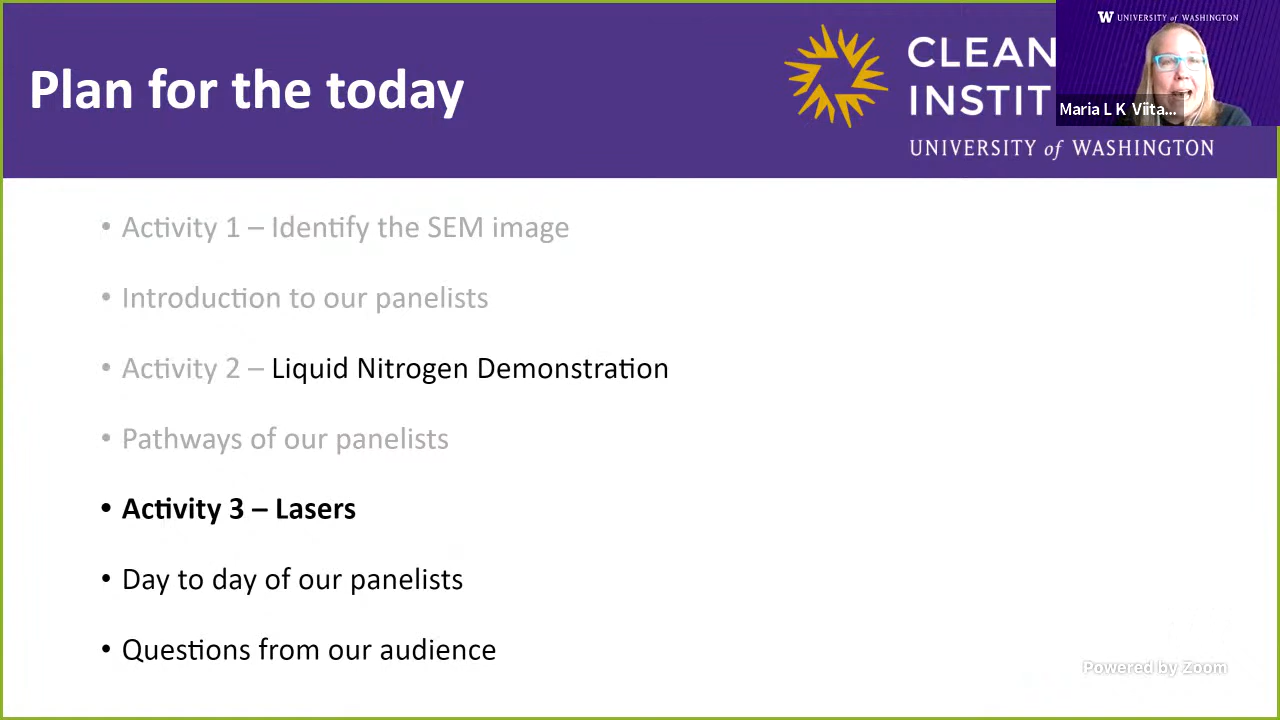 Plan for the today
CLEAN
INSTIT
UNIVERSITY of WASHINGTON
W UNIVERSITY of WASHINGTON
Maria L K Viita...
• Activity 1 – Identify the SEM image
• Introduction to our panelists
• Activity 2 – Liquid Nitrogen Demonstration
• Pathways of our panelists
• Activity 3 – Lasers
• Day to day of our panelists
• Questions from our audience
Powered by Zoom